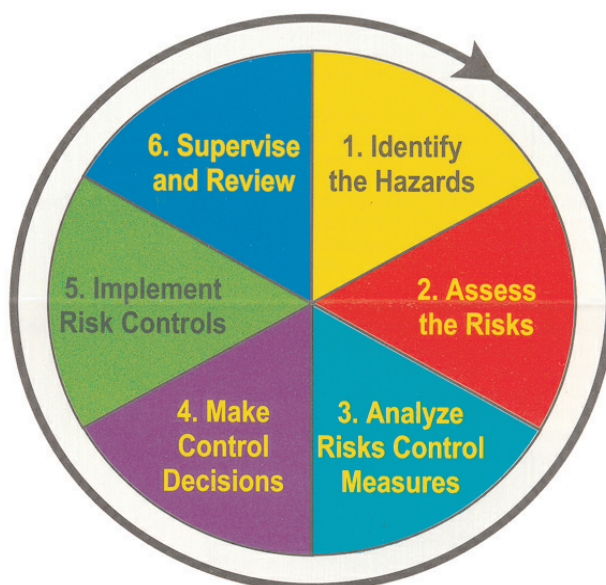 1. Identify
the Hazards
2. Assess
the Risks
3. Analyze
Risks Control
Measures
4. Make
Control
Decisions
5. Implement
Risk Controls
6. Supervise
and Review